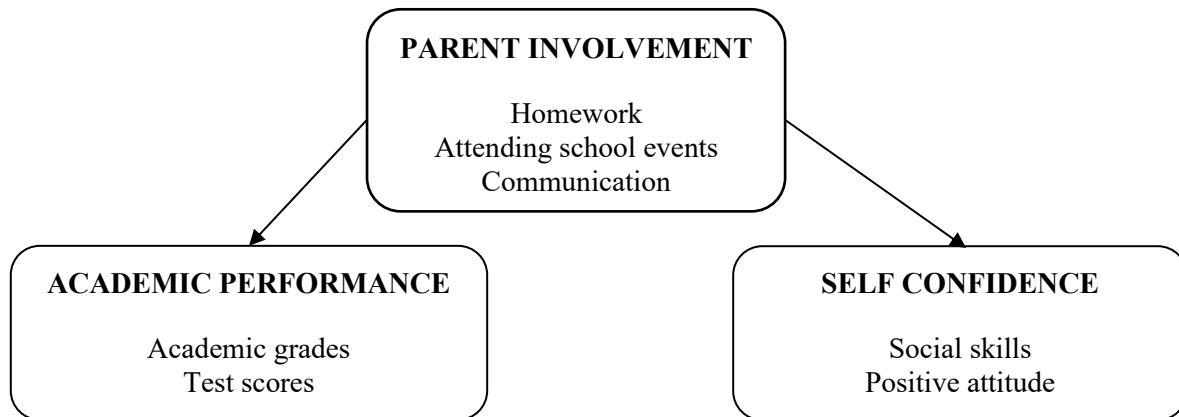 PARENT INVOLVEMENT
Homework
Attending school events
Communication
ACADEMIC PERFORMANCE
Academic grades
Test scores
SELF CONFIDENCE
Social skills
Positive attitude